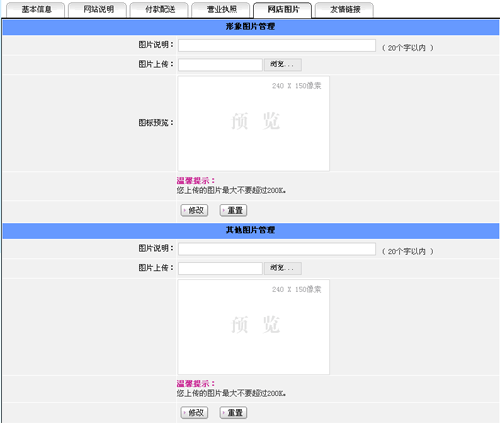 基本信息 网站说明 付款配送 营业执照 网店图片 友情链接
形象图片管理
图片说明： （20个字以内）
图片上传： 浏览...
240 X 150像素
图标预览： 预览
温馨提示：
您上传的图片最大不要超过200K。
修改 重置
其他图片管理
图片说明： （20个字以内）
图片上传： 浏览...
240 X 150像素
预览
温馨提示：
您上传的图片最大不要超过200K。
修改 重置